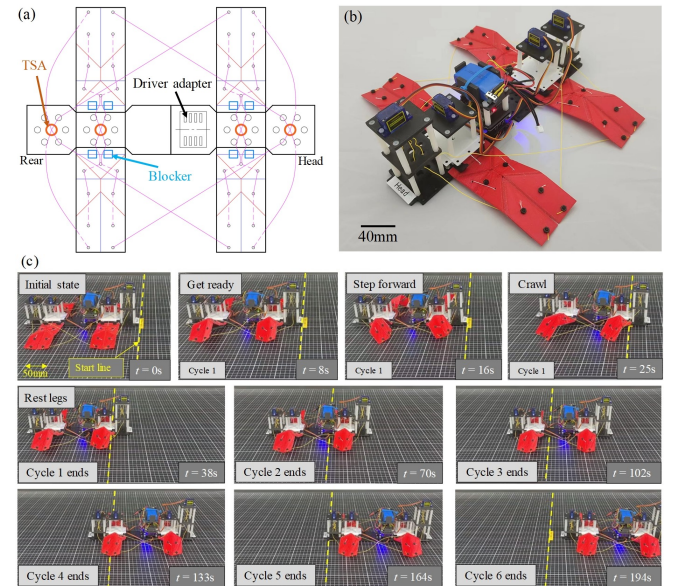 (a)
TSA
Driver adapter
Rear
Head
Blocker
(b)
Head
40mm
(c)
Initial state
50mm
Start line
t = 0s
Get ready
Cycle 1
t = 8s
Step forward
Cycle 1
t = 16s
Crawl
Cycle 1
t = 25s
Rest legs
Cycle 1 ends
t = 38s
Cycle 2 ends
t = 70s
Cycle 3 ends
t = 102s
Cycle 4 ends
t = 133s
Cycle 5 ends
t = 164s
Cycle 6 ends
t = 194s